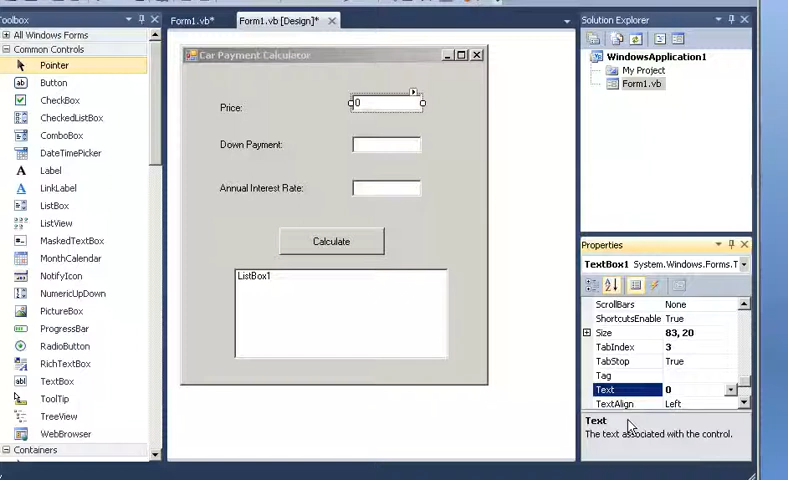 Toolbox
Form1.vb*
Form1.vb [Design]*
All Windows Forms
Common Controls
Pointer
Button
CheckBox
CheckedListBox
ComboBox
DateTimePicker
Label
LinkLabel
ListBox
ListView
MaskedTextBox
MonthCalendar
NotifyIcon
NumericUpDown
PictureBox
ProgressBar
RadioButton
RichTextBox
TextBox
ToolTip
TreeView
WebBrowser
Containers
Car Payment Calculator
Price:
0
Down Payment:
Annual Interest Rate:
Calculate
ListBox1
Solution Explorer
WindowsApplication1
My Project
Form1.vb
Properties
TextBox1 System.Windows.Forms.T
ScrollBars None
ShortcutsEnable True
Size 83, 20
TabIndex 3
TabStop True
Tag
Text 0
TextAlign Left
Text
The text associated with the control.